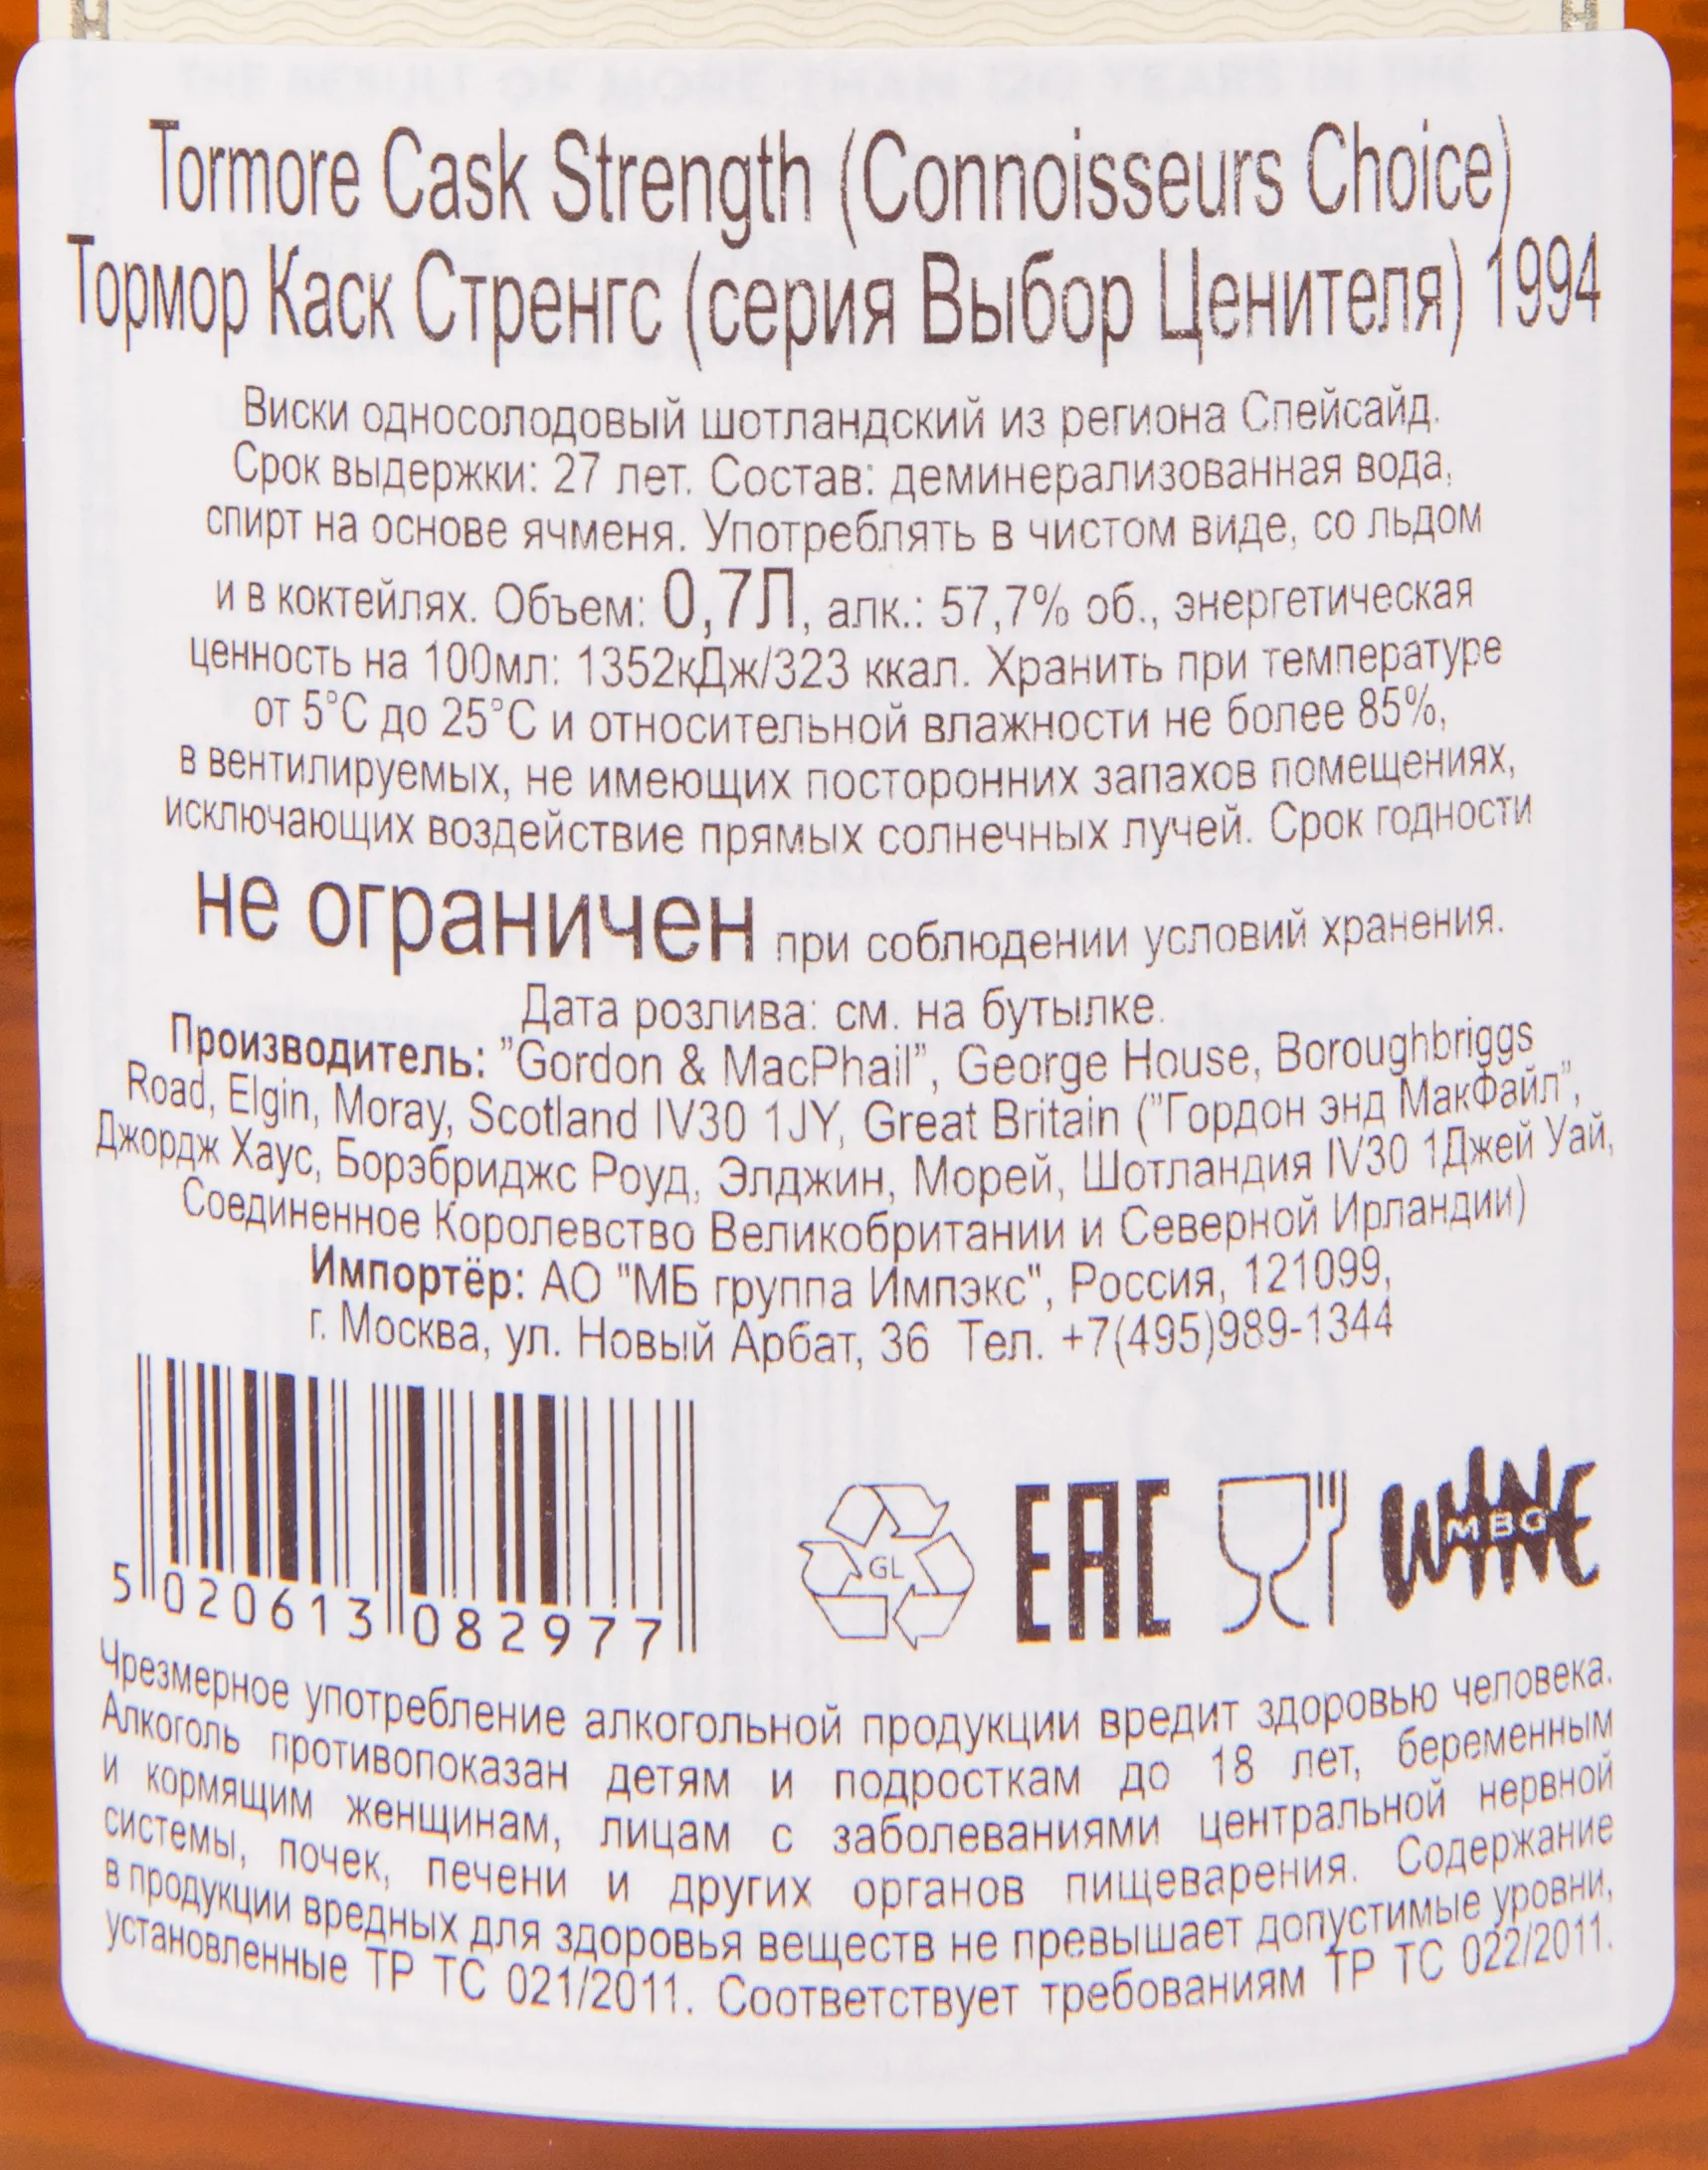 Tormore Cask Strength (Connoisseurs Choice)
Тормор Каск Стренгс (серия Выбор Ценителя) 1994
Виски односолодовый шотландский из региона Спейсайд.
Срок выдержки: 27 лет. Состав: деминерализованная вода,
спирт на основе ячменя. Употреблять в чистом виде, со льдом
и в коктейлях. Объем: 0,7Л, алк.: 57,7% об., энергетическая
ценность на 100мл: 1352кДж/323 ккал. Хранить при температуре
от 5°С до 25°С и относительной влажности не более 85%,
в вентилируемых, не имеющих посторонних запахов помещениях,
исключающих воздействие прямых солнечных лучей. Срок годности
не ограничен при соблюдении условий хранения.
Дата розлива: см. на бутылке.
Производитель: "Gordon & MacPhail", George House, Boroughbriggs
Road, Elgin, Moray, Scotland IV30 1JY, Great Britain ("Гордон энд МакФайл",
Джордж Хаус, Борэбриджс Роуд, Элджин, Морей, Шотландия IV30 1Джей Уай,
Соединенное Королевство Великобритании и Северной Ирландии)
Импортёр: АО "МБ группа Импэкс", Россия, 121099,
г. Москва, ул. Новый Арбат, 36 Тел. +7(495)989-1344
GL
EAC
WINE
MBG
5 020613 082977
Чрезмерное употребление алкогольной продукции вредит здоровью человека.
Алкоголь противопоказан детям и подросткам до 18 лет, беременным
и кормящим женщинам, лицам с заболеваниями центральной нервной
системы, почек, печени и других органов пищеварения. Содержание
в продукции вредных для здоровья веществ не превышает допустимые уровни,
установленные ТР ТС 021/2011. Соответствует требованиям ТР ТС 022/2011.